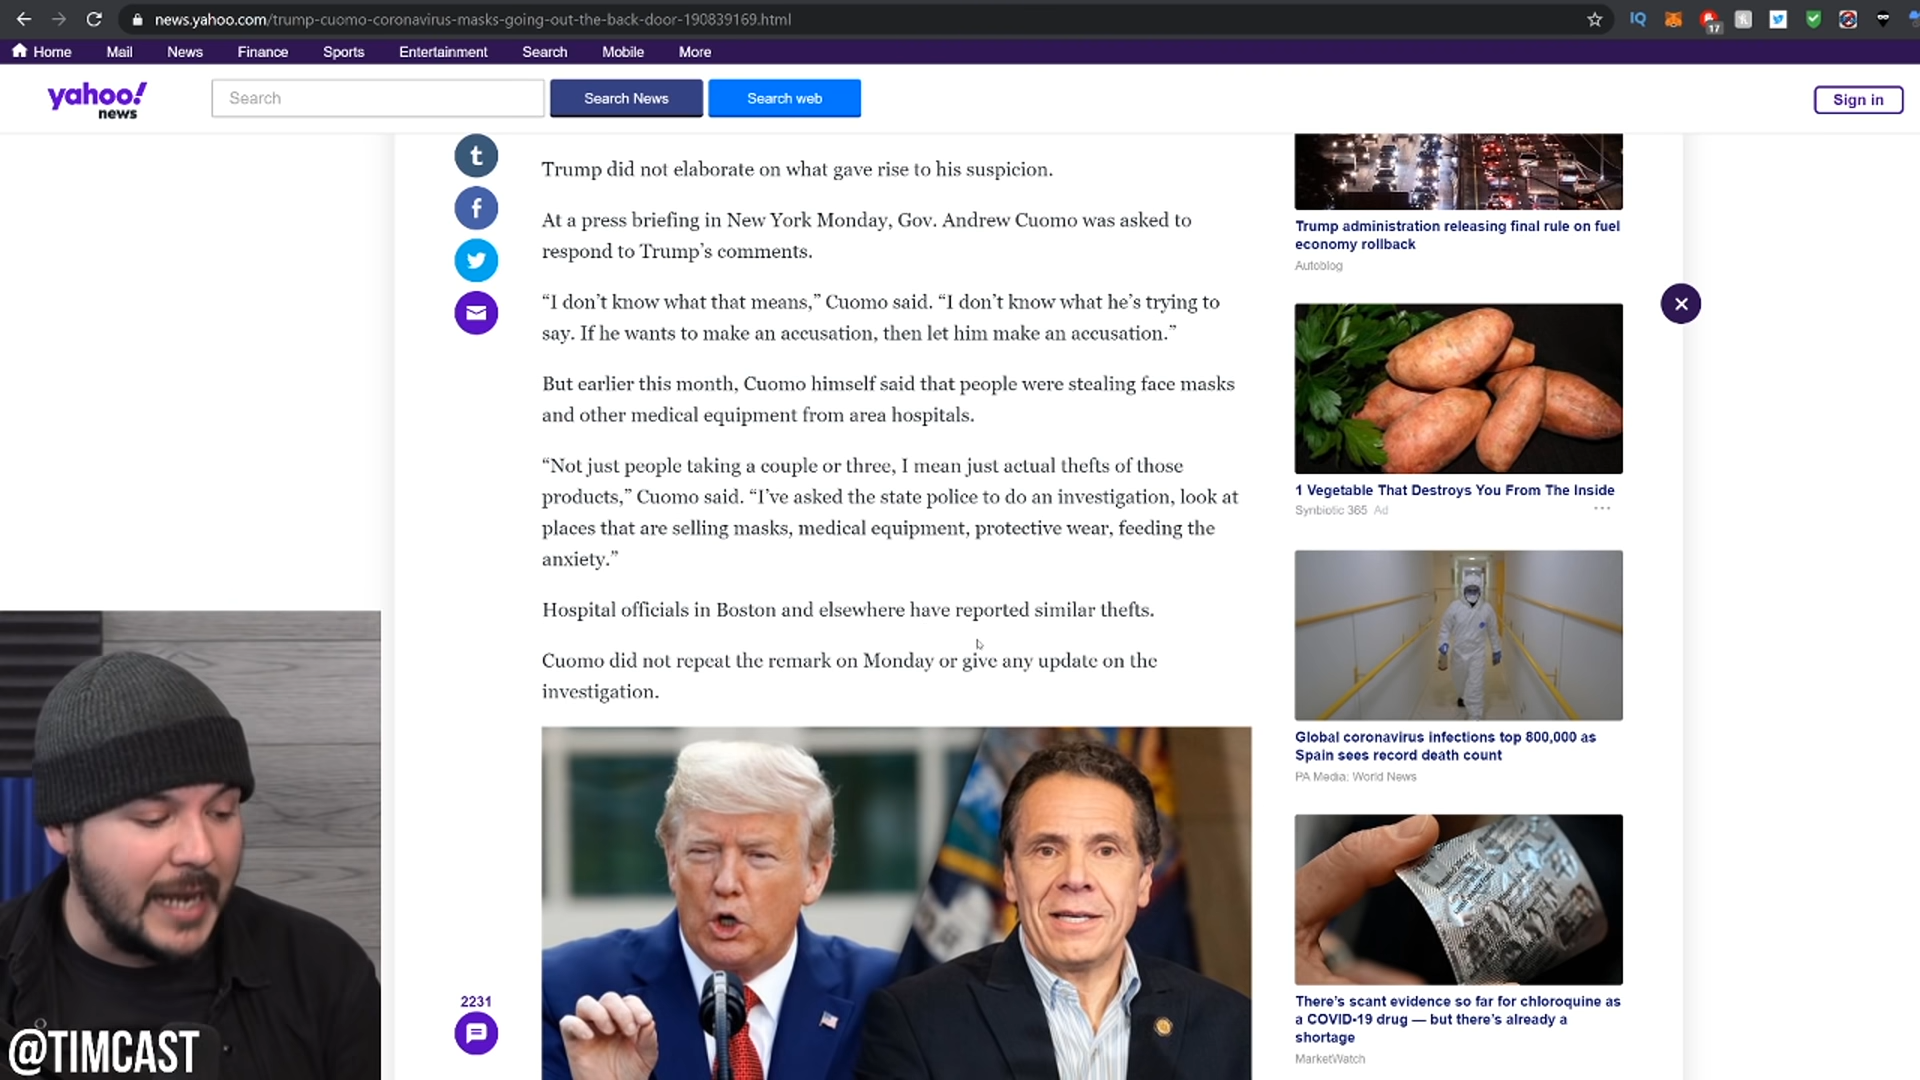 news.yahoo.com/trump-cuomo-coronavirus-masks-going-out-the-back-door-190839169.html
IQ
17
Home
Mail
News
Finance
Sports
Entertainment
Search
Mobile
More
yahoo!
news
Search
Search News
Search web
Sign in
t
f
Trump did not elaborate on what gave rise to his suspicion.
At a press briefing in New York Monday, Gov. Andrew Cuomo was asked to
respond to Trump’s comments.
“I don’t know what that means,” Cuomo said. “I don’t know what he’s trying to
say. If he wants to make an accusation, then let him make an accusation.”
But earlier this month, Cuomo himself said that people were stealing face masks
and other medical equipment from area hospitals.
“Not just people taking a couple or three, I mean just actual thefts of those
products,” Cuomo said. “I’ve asked the state police to do an investigation, look at
places that are selling masks, medical equipment, protective wear, feeding the
anxiety.”
Hospital officials in Boston and elsewhere have reported similar thefts.
Cuomo did not repeat the remark on Monday or give any update on the
investigation.
2231
Trump administration releasing final rule on fuel
economy rollback
Autoblog
1 Vegetable That Destroys You From The Inside
Synbiotic 365 Ad
Global coronavirus infections top 800,000 as
Spain sees record death count
PA Media: World News
There’s scant evidence so far for chloroquine as
a COVID-19 drug — but there’s already a
shortage
MarketWatch
@TIMCAST